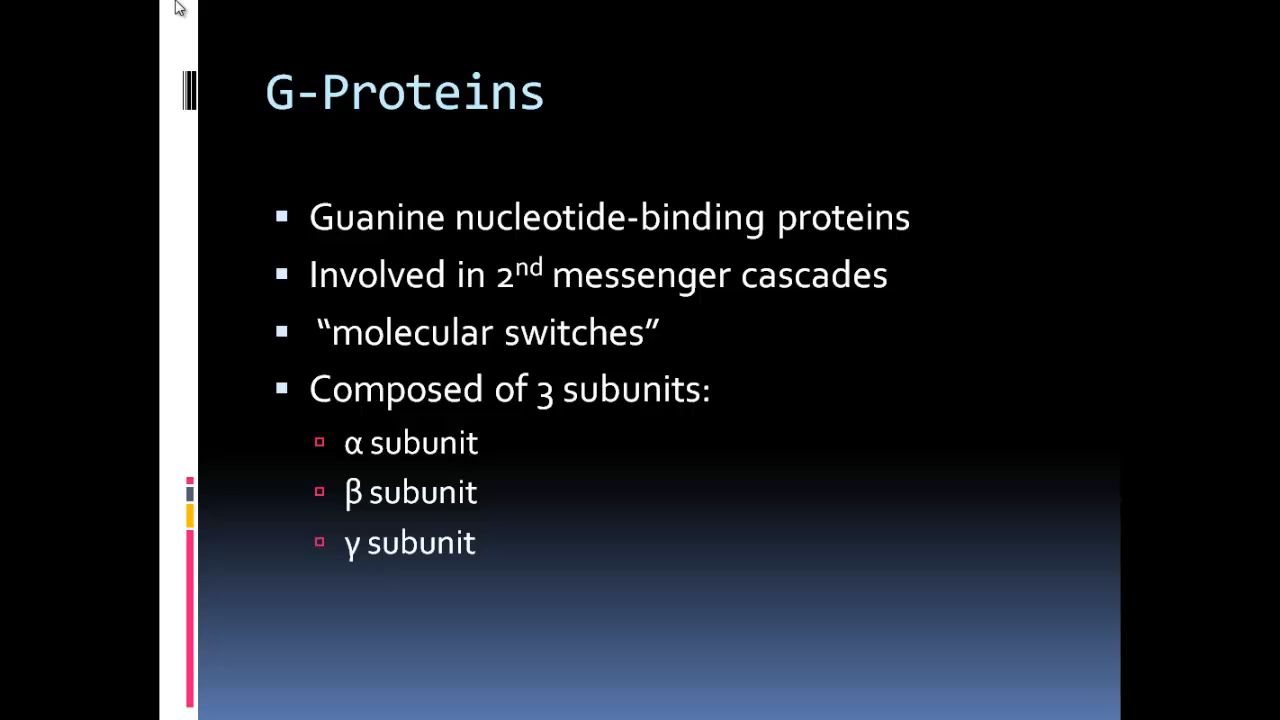 G-Proteins
Guanine nucleotide-binding proteins
Involved in 2nd messenger cascades
“molecular switches”
Composed of 3 subunits:
α subunit
β subunit
γ subunit